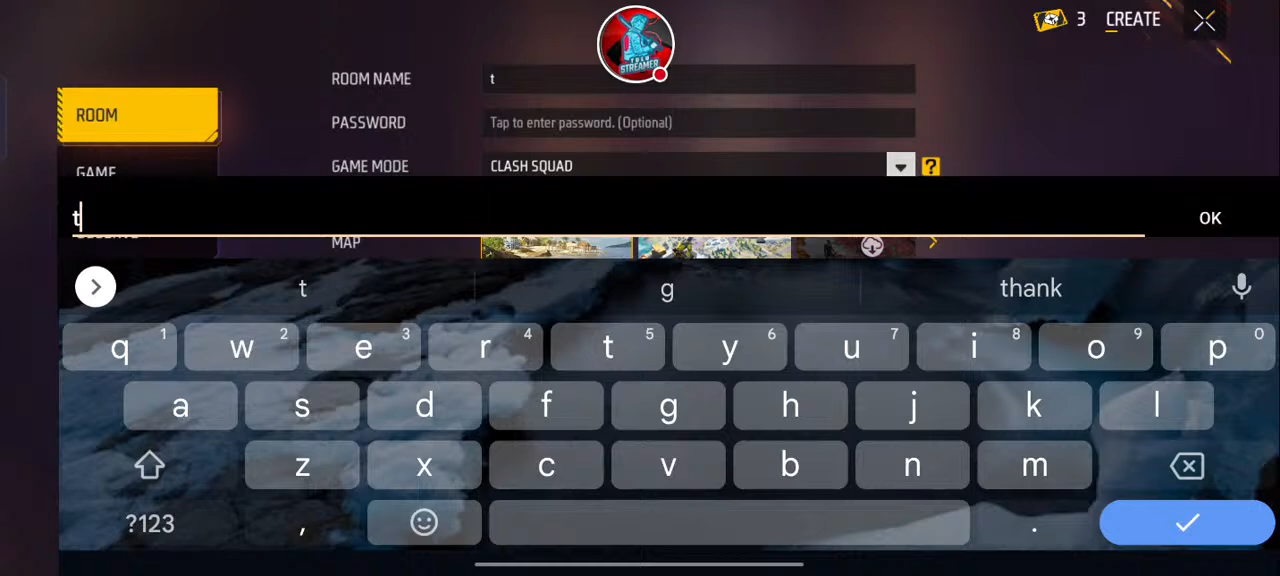 3 CREATE
ROOM NAME t
STREAMER
ROOM
PASSWORD Tap to enter password. (Optional)
GAME MODE CLASH SQUAD ?
GAME
t OK
MAP
t g thank
q 1 w 2 e 3 r 4 t 5 y 6 u 7 i 8 o 9 p 0
a s d f g h j k l
z x c v b n m
?123 , .